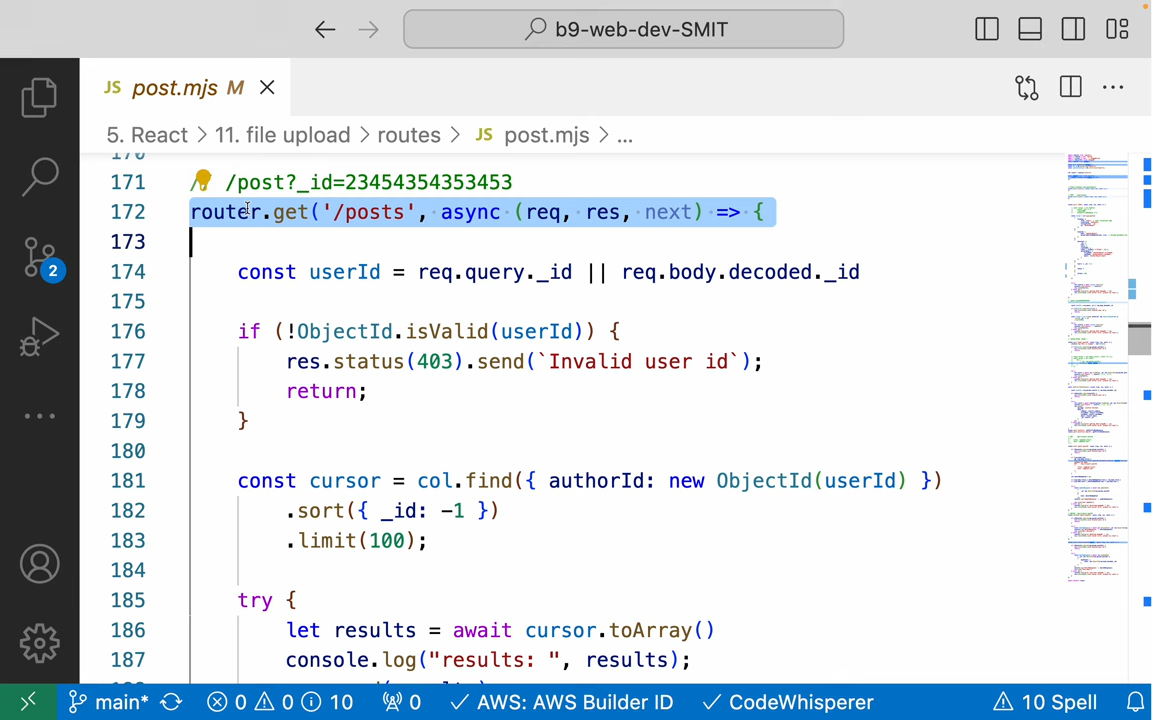 b9-web-dev-SMIT
JS post.mjs M
5. React > 11. file upload > routes > JS post.mjs > ...
170
171 /post?_id=23454354353453
172 router.get('/posts', async (req, res, next) => {
173
174 const userId = req.query._id || req.body.decoded._id
175
176 if (!ObjectId.isValid(userId)) {
177 res.status(403).send(`Invalid user id`);
178 return;
179 }
180
181 const cursor = col.find({ authorId: new ObjectId(userId) })
182 .sort({ _id: -1 })
183 .limit(100);
184
185 try {
186 let results = await cursor.toArray()
187 console.log("results: ", results);
2
main* 0 0 10 0 AWS: AWS Builder ID CodeWhisperer 10 Spell